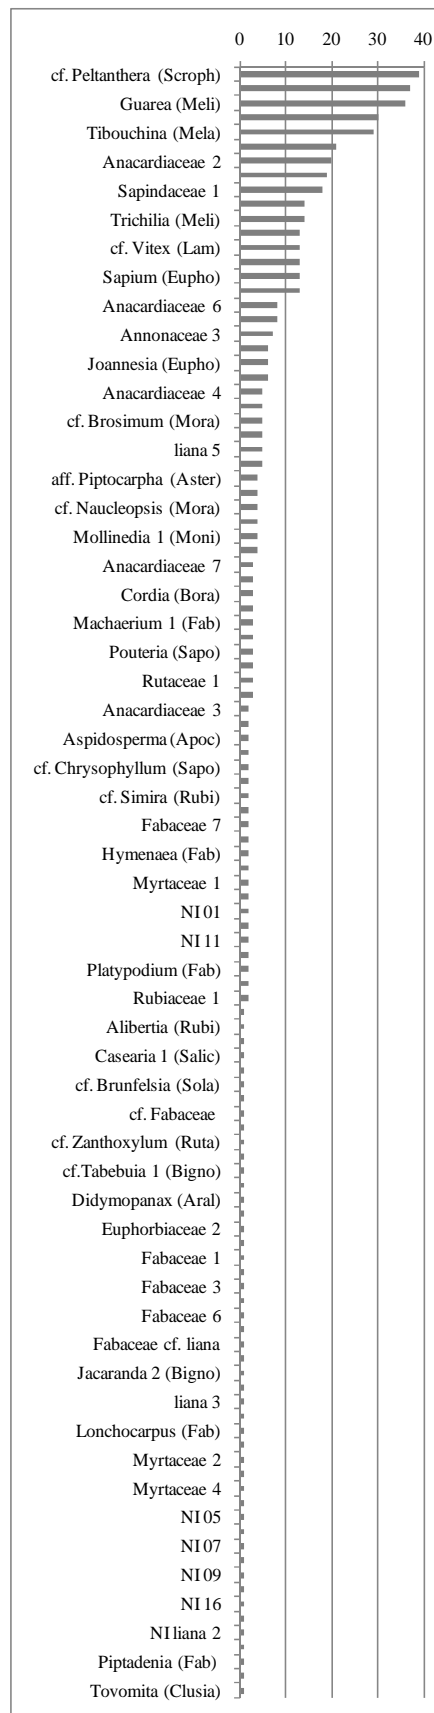 0 10 20 30 40
cf. Peltanthera (Scroph)
Guarea (Meli)
Tibouchina (Mela)
Anacardiaceae 2
Sapindaceae 1
Trichilia (Meli)
cf. Vitex (Lam)
Sapium (Eupho)
Anacardiaceae 6
Annonaceae 3
Joannesia (Eupho)
Anacardiaceae 4
cf. Brosimum (Mora)
liana 5
aff. Piptocarpha (Aster)
cf. Naucleopsis (Mora)
Mollinedia 1 (Moni)
Anacardiaceae 7
Cordia (Bora)
Machaerium 1 (Fab)
Pouteria (Sapo)
Rutaceae 1
Anacardiaceae 3
Aspidosperma (Apoc)
cf. Chrysophyllum (Sapo)
cf. Simira (Rubi)
Fabaceae 7
Hymenaea (Fab)
Myrtaceae 1
NI 01
NI 11
Platypodium (Fab)
Rubiaceae 1
Alibertia (Rubi)
Casearia 1 (Salic)
cf. Brunfelsia (Sola)
cf. Fabaceae
cf. Zanthoxylum (Ruta)
cf.Tabebuia 1 (Bigno)
Didymopanax (Aral)
Euphorbiaceae 2
Fabaceae 1
Fabaceae 3
Fabaceae 6
Fabaceae cf. liana
Jacaranda 2 (Bigno)
liana 3
Lonchocarpus (Fab)
Myrtaceae 2
Myrtaceae 4
NI 05
NI 07
NI 09
NI 16
NI liana 2
Piptadenia (Fab)
Tovomita (Clusia)